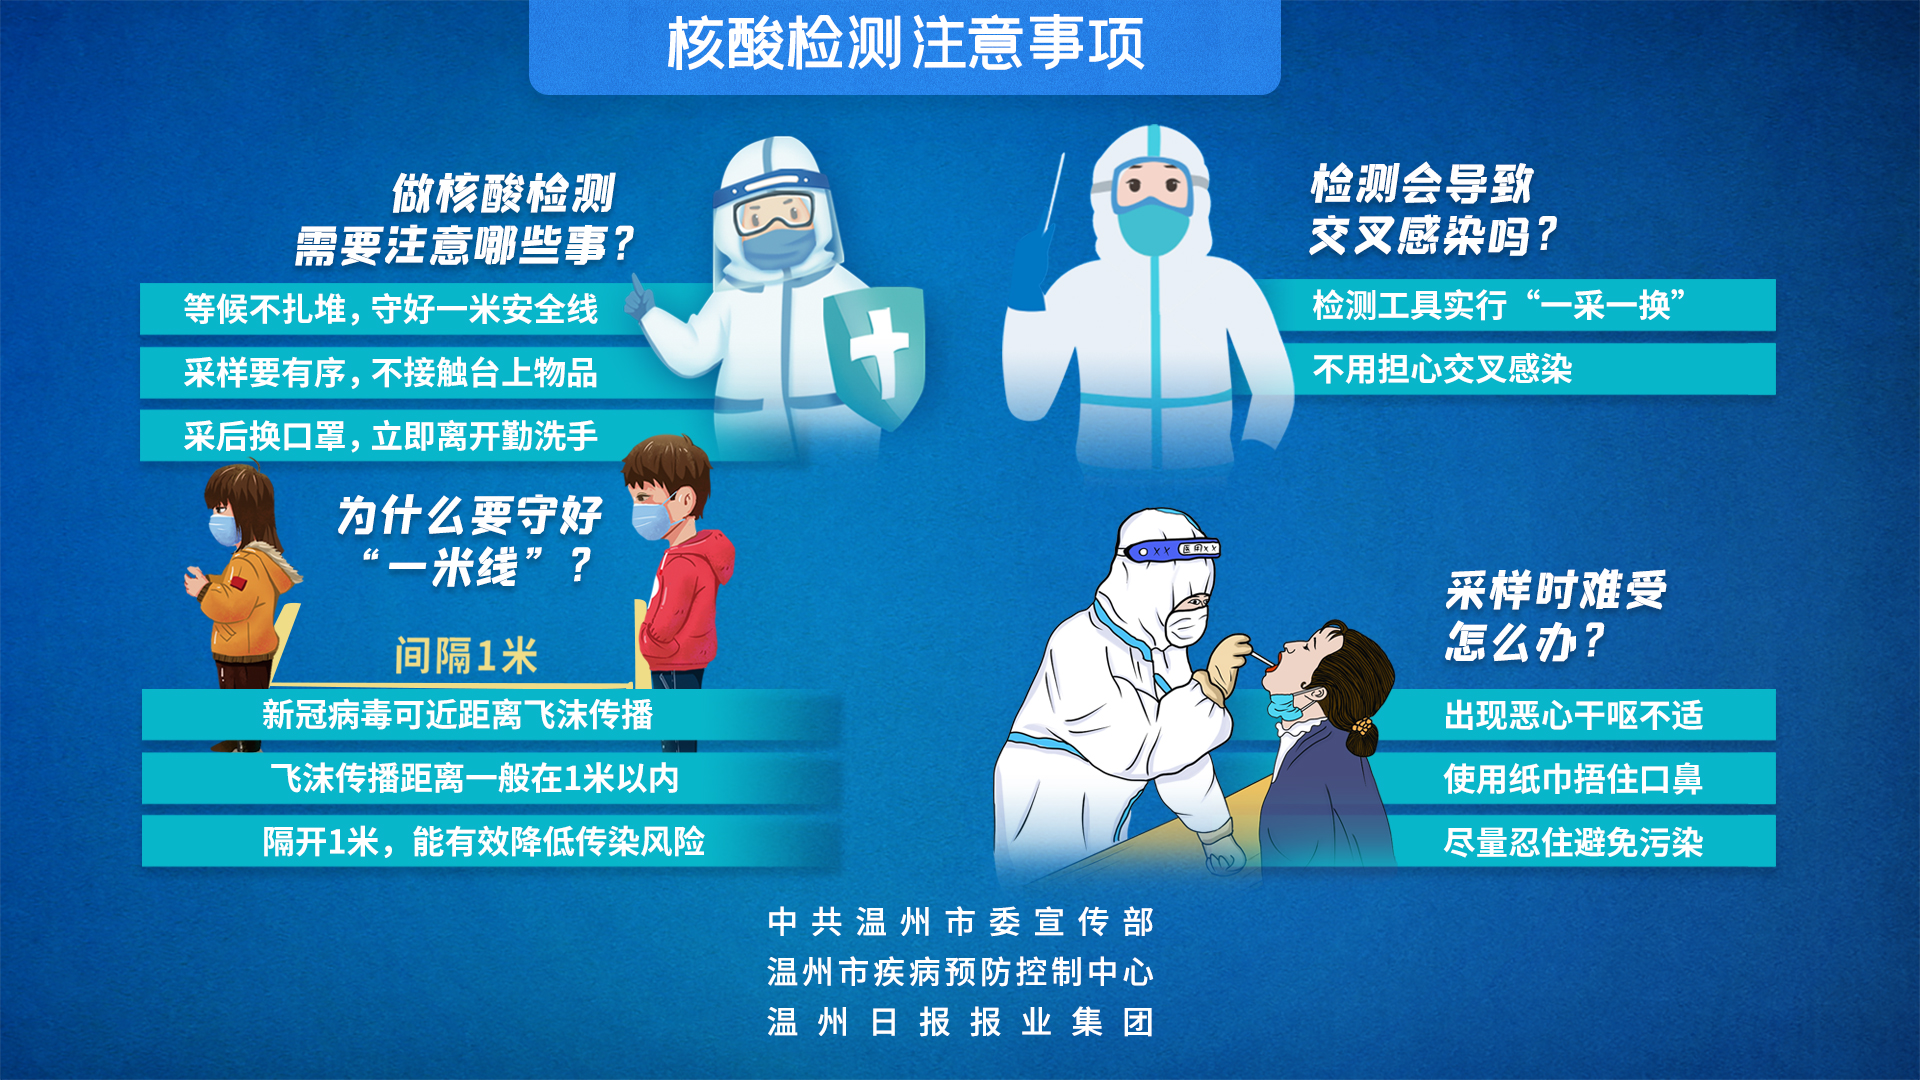 核酸检测注意事项
做核酸检测
需要注意哪些事？
等候不扎堆，守好一米安全线
采样要有序，不接触台上物品
采后换口罩，立即离开勤洗手
检测会导致
交叉感染吗？
检测工具实行“一采一换”
不用担心交叉感染
为什么要守好
“一米线”？
间隔1米
新冠病毒可近距离飞沫传播
飞沫传播距离一般在1米以内
隔开1米，能有效降低传染风险
医用××
××
采样时难受
怎么办？
出现恶心干呕不适
使用纸巾捂住口鼻
尽量忍住避免污染
中共温州市委宣传部
温州市疾病预防控制中心
温州日报报业集团